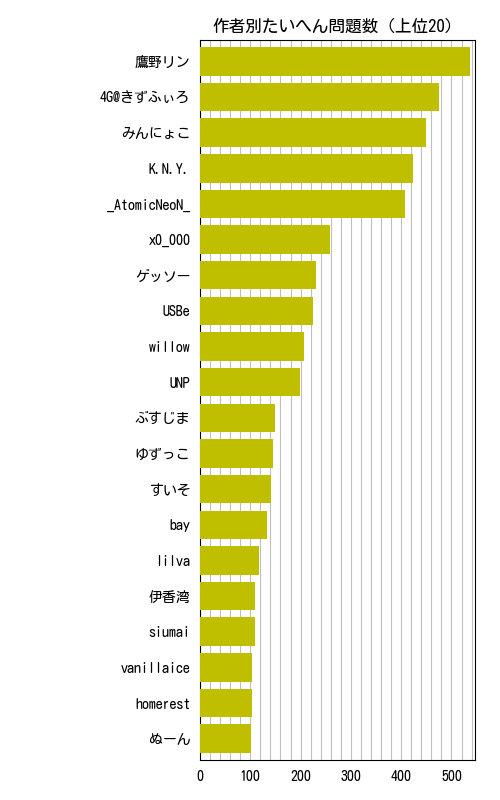 作者別たいへん問題数（上位20）
鷹野リン
4G@きずふぃろ
みんにょこ
K.N.Y.
_AtomicNeoN_
x0_000
ゲッソー
USBe
willow
UNP
ぶすじま
ゆずっこ
すいそ
bay
lilva
伊香湾
siumai
vanillaice
homerest
ぬーん
0 100 200 300 400 500